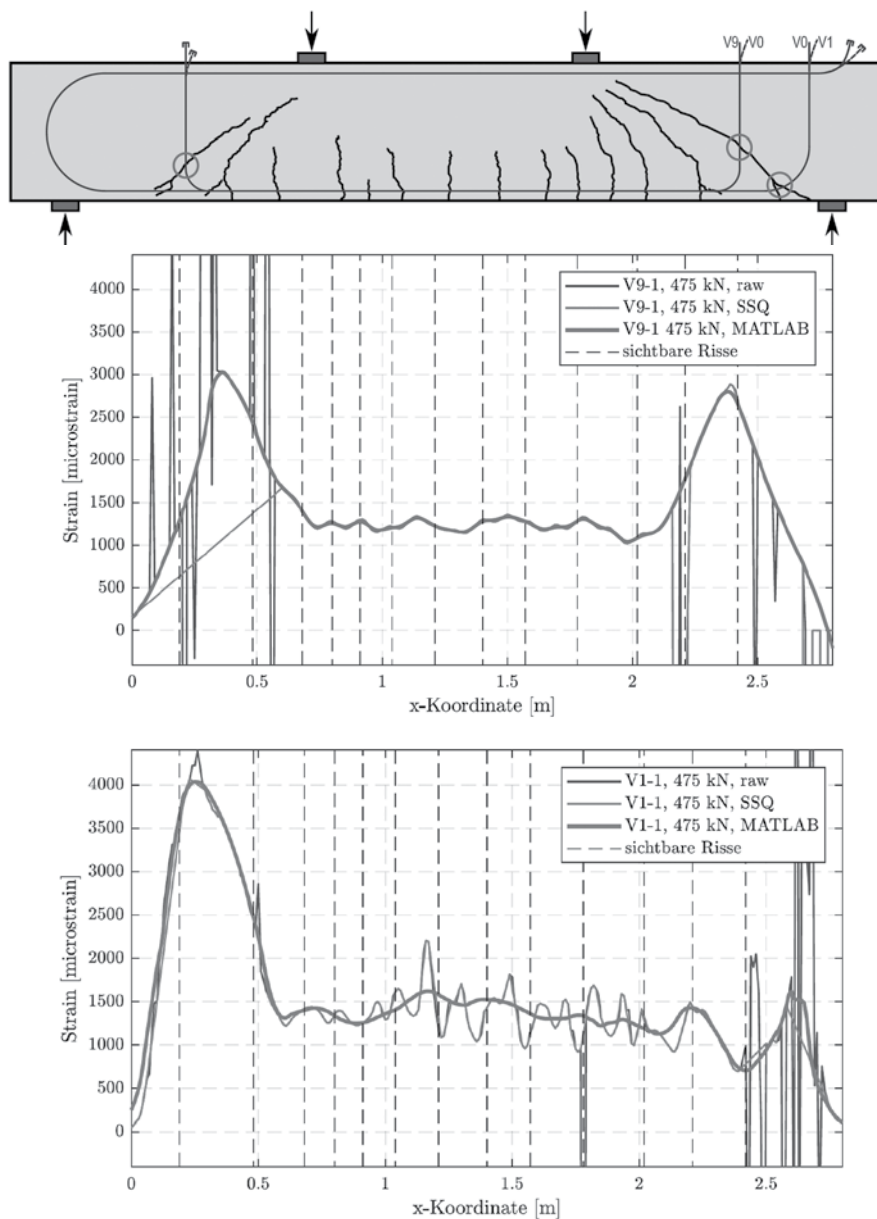 V9 V0 V0 V1
4000
3500
3000
2500
2000
1500
1000
500
0
Strain [microstrain]
V9-1, 475 kN, raw
V9-1, 475 kN, SSQ
V9-1 475 kN, MATLAB
sichtbare Risse
0 0.5 1 1.5 2 2.5
x-Koordinate [m]
4000
3500
3000
2500
2000
1500
1000
500
0
Strain [microstrain]
V1-1, 475 kN, raw
V1-1, 475 kN, SSQ
V1-1, 475 kN, MATLAB
sichtbare Risse
0 0.5 1 1.5 2 2.5
x-Koordinate [m]